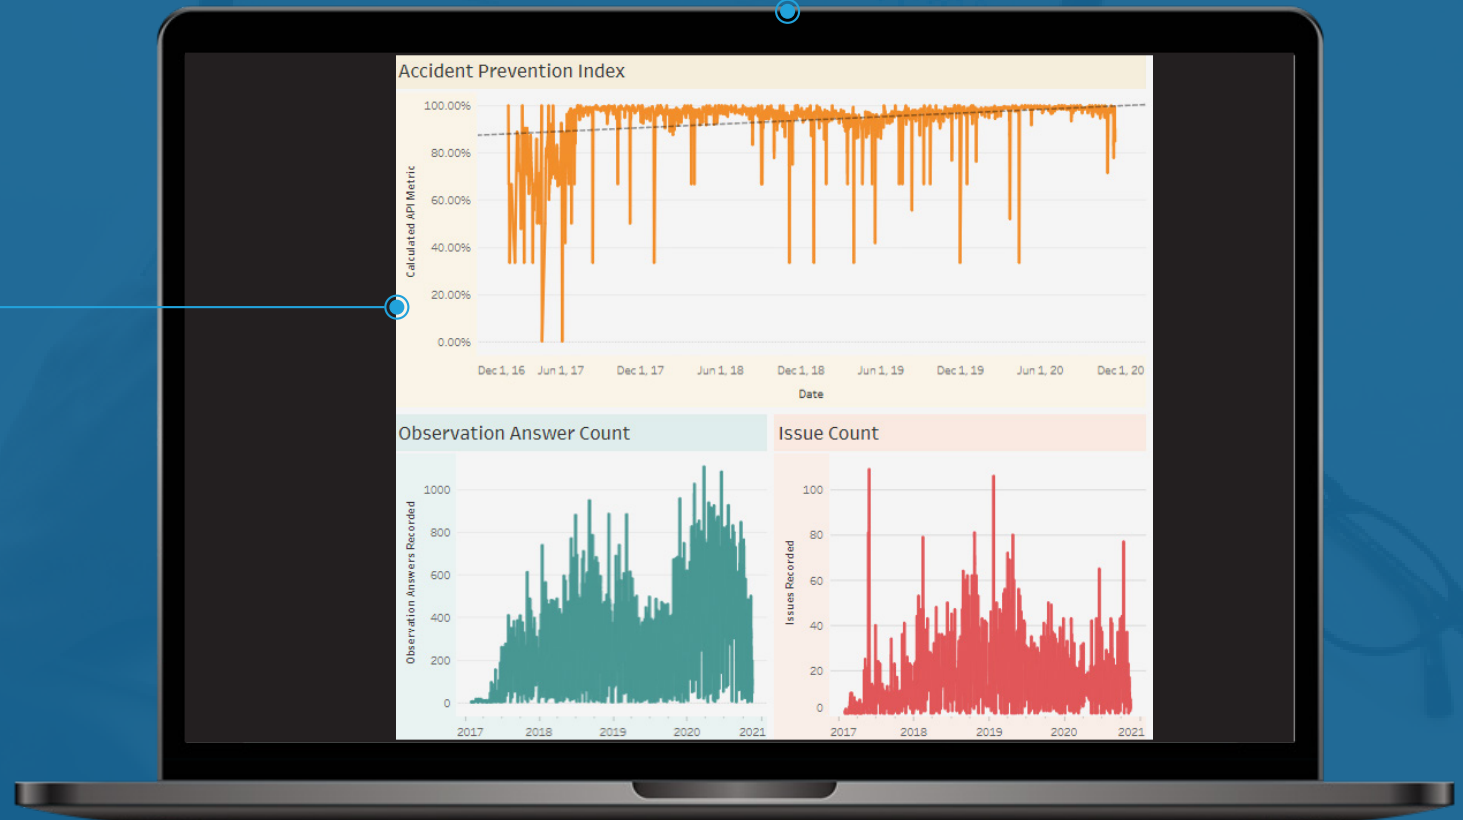 Accident Prevention Index
100.00%
80.00%
60.00%
40.00%
20.00%
0.00%
Calculated API Metric
Dec 1, 16 Jun 1, 17 Dec 1, 17 Jun 1, 18 Dec 1, 18 Jun 1, 19 Dec 1, 19 Jun 1, 20 Dec 1, 20
Date
Observation Answer Count
1000
800
600
400
200
0
Observation Answers Recorded
2017 2018 2019 2020 2021
Issue Count
100
80
60
40
20
0
Issues Recorded
2017 2018 2019 2020 2021